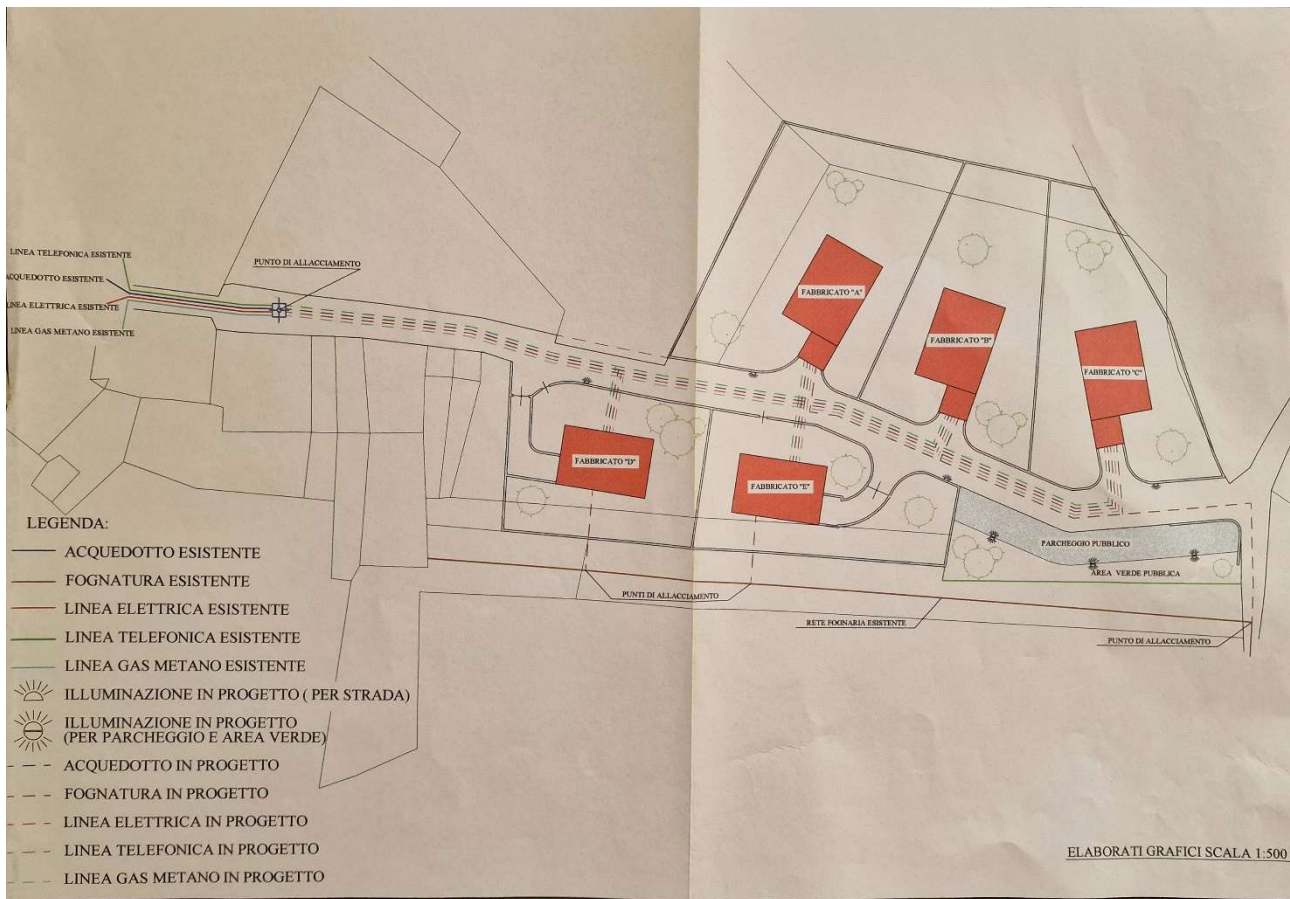 LINEA TELEFONICA ESISTENTE
ACQUEDOTTO ESISTENTE
LINEA ELETTRICA ESISTENTE
LINEA GAS METANO ESISTENTE
PUNTO DI ALLACCIAMENTO
FABBRICATO "A"
FABBRICATO "B"
FABBRICATO "C"
FABBRICATO "D"
FABBRICATO "E"
PARCHEGGIO PUBBLICO
AREA VERDE PUBBLICA
PUNTI DI ALLACCIAMENTO
RETE FOGNARIA ESISTENTE
PUNTO DI ALLACCIAMENTO
LEGENDA:
ACQUEDOTTO ESISTENTE
FOGNATURA ESISTENTE
LINEA ELETTRICA ESISTENTE
LINEA TELEFONICA ESISTENTE
LINEA GAS METANO ESISTENTE
ILLUMINAZIONE IN PROGETTO ( PER STRADA)
ILLUMINAZIONE IN PROGETTO
(PER PARCHEGGIO E AREA VERDE)
ACQUEDOTTO IN PROGETTO
FOGNATURA IN PROGETTO
LINEA ELETTRICA IN PROGETTO
LINEA TELEFONICA IN PROGETTO
LINEA GAS METANO IN PROGETTO
ELABORATI GRAFICI SCALA 1:500